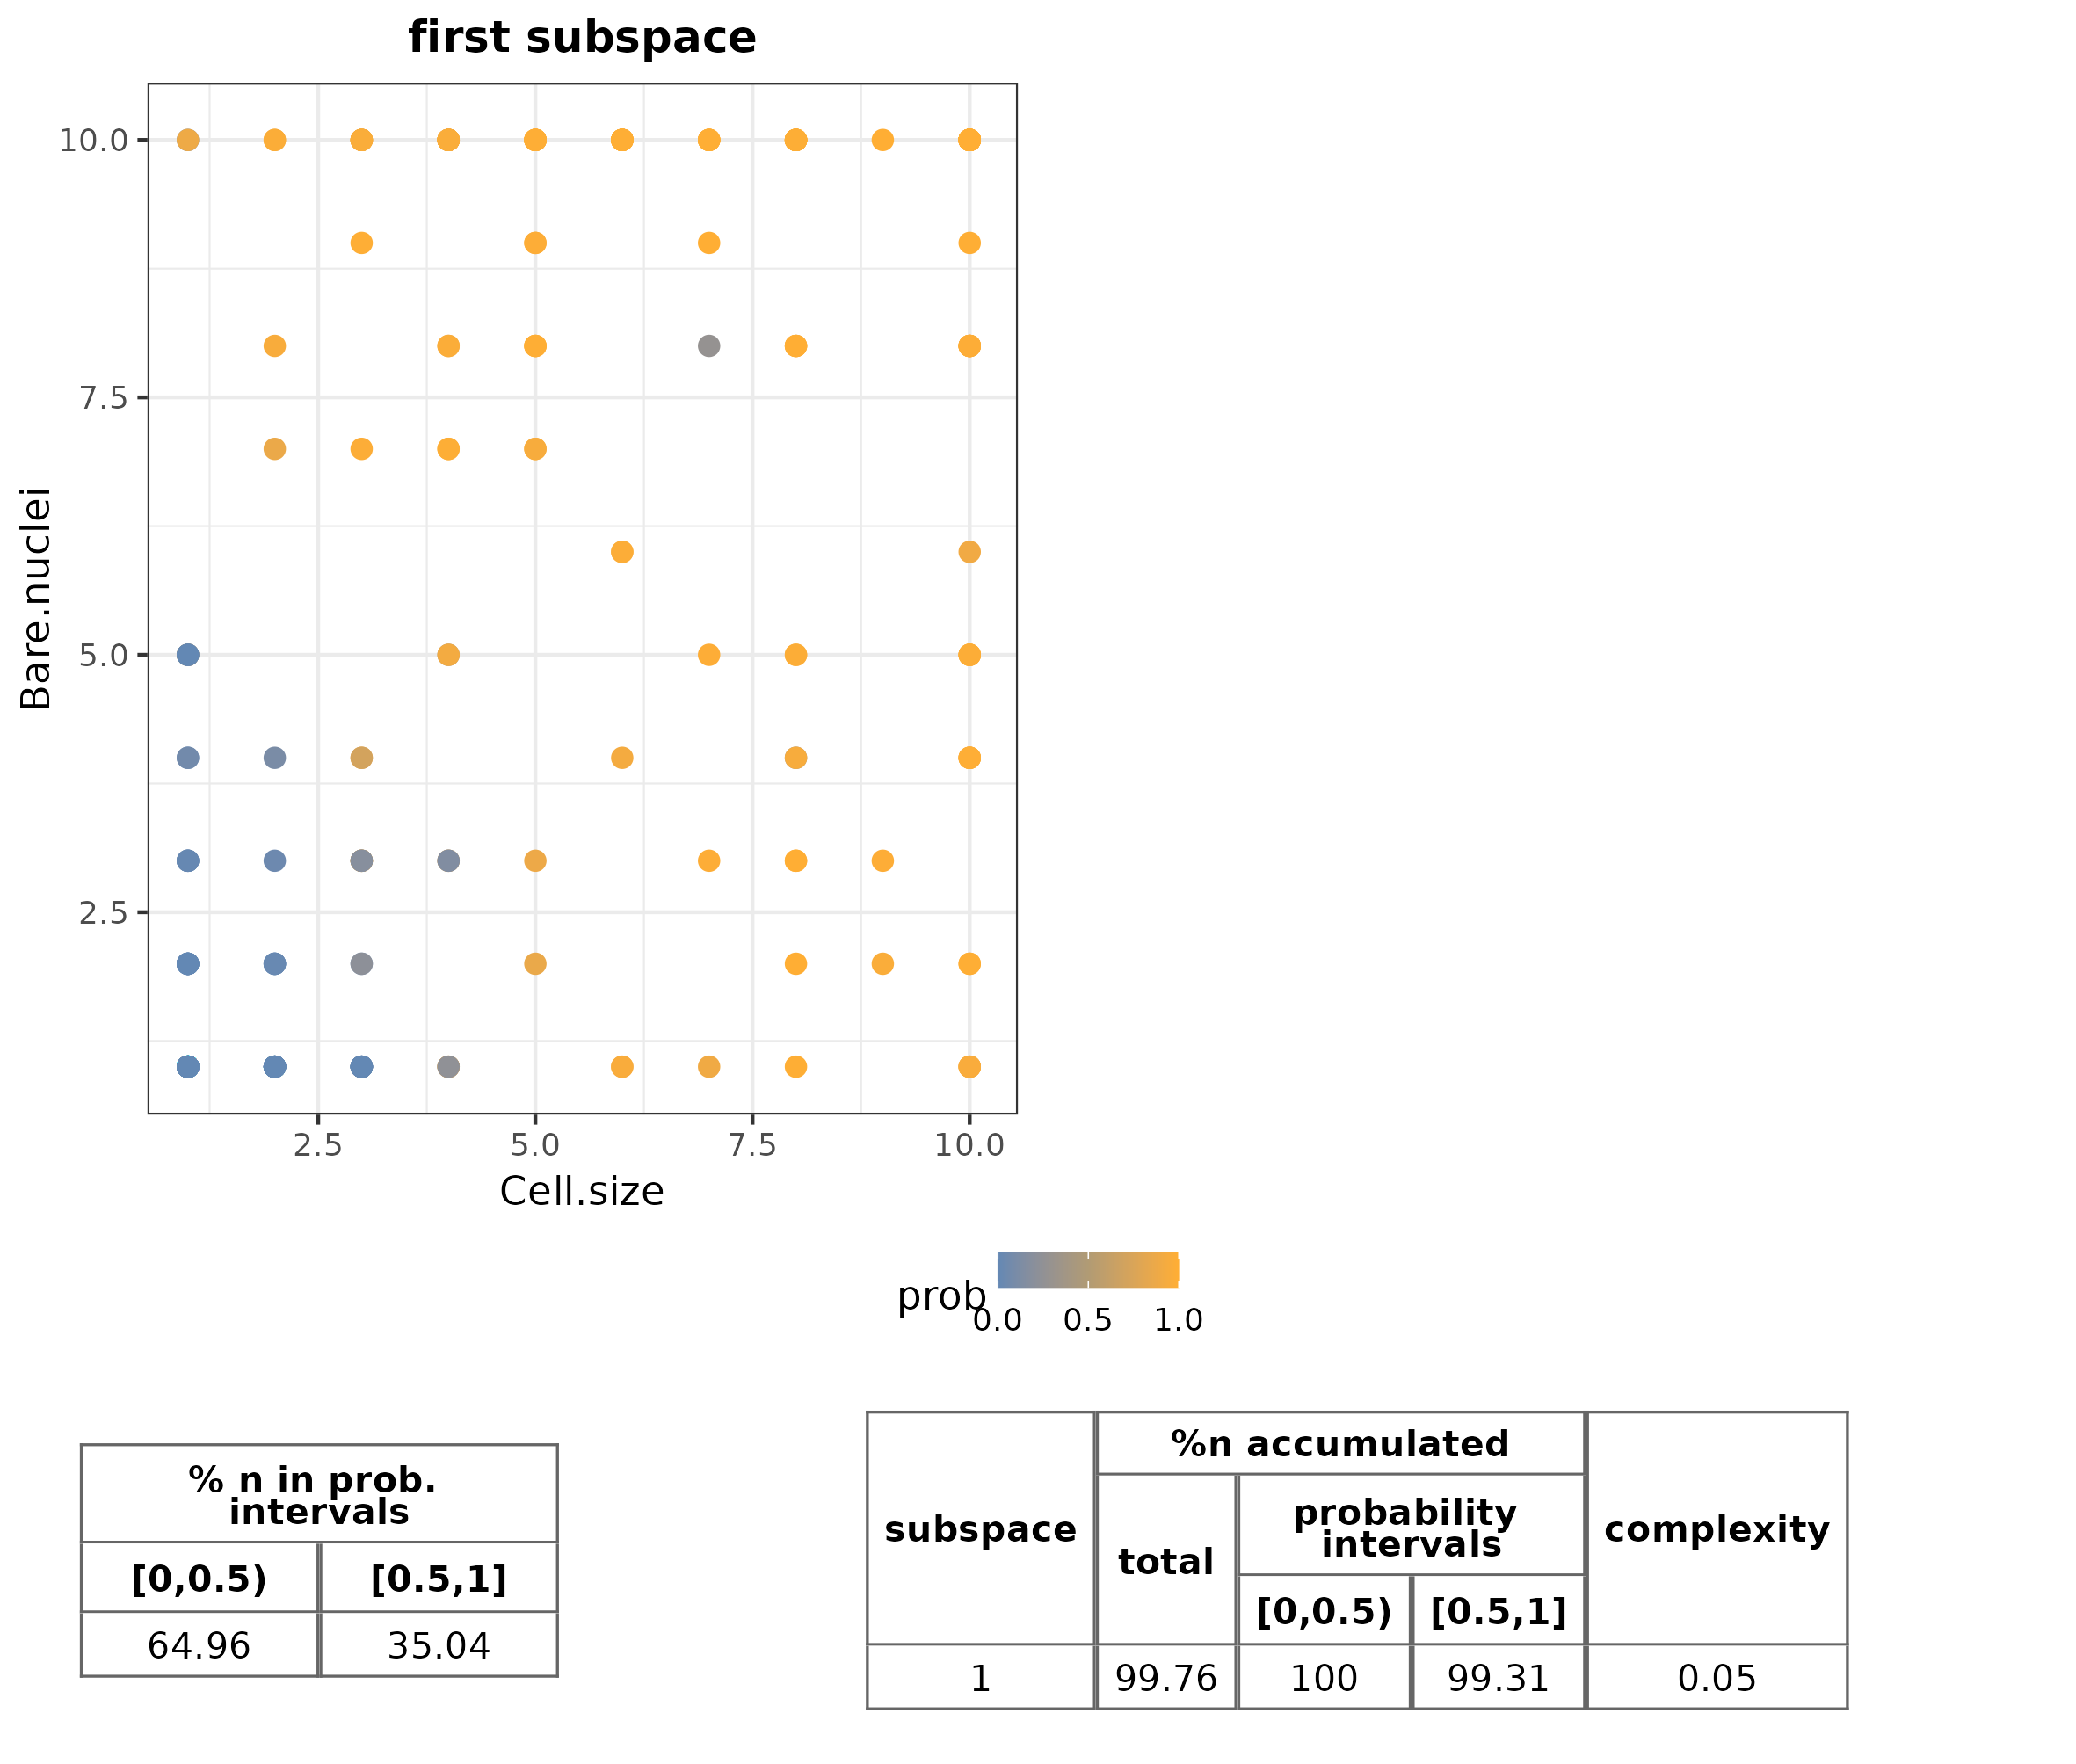 first subspace
10.0
7.5
5.0
2.5
Bare.nuclei
2.5 5.0 7.5 10.0
Cell.size
prob
0.0 0.5 1.0
% n in prob.
intervals
[0,0.5) [0.5,1]
64.96 35.04
%n accumulated
subspace
total
probability
intervals
complexity
[0,0.5) [0.5,1]
1 99.76 100 99.31 0.05